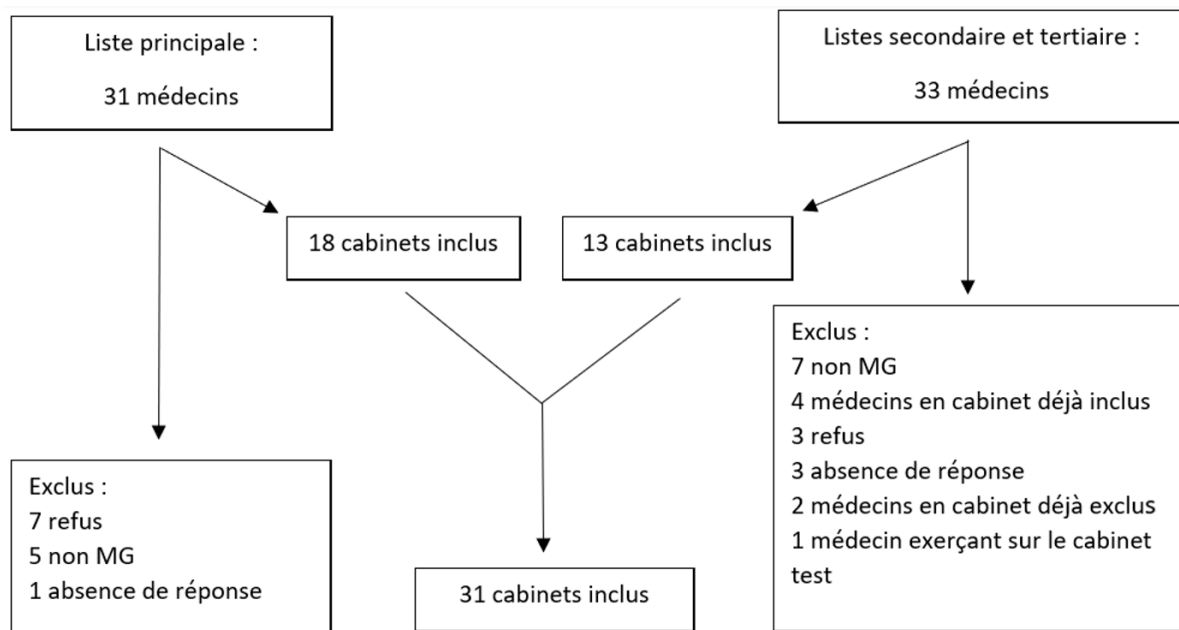 Liste principale :
31 médecins
Listes secondaire et tertiaire :
33 médecins
18 cabinets inclus
13 cabinets inclus
Exclus :
7 refus
5 non MG
1 absence de réponse
Exclus :
7 non MG
4 médecins en cabinet déjà inclus
3 refus
3 absence de réponse
2 médecins en cabinet déjà exclus
1 médecin exerçant sur le cabinet
test
31 cabinets inclus